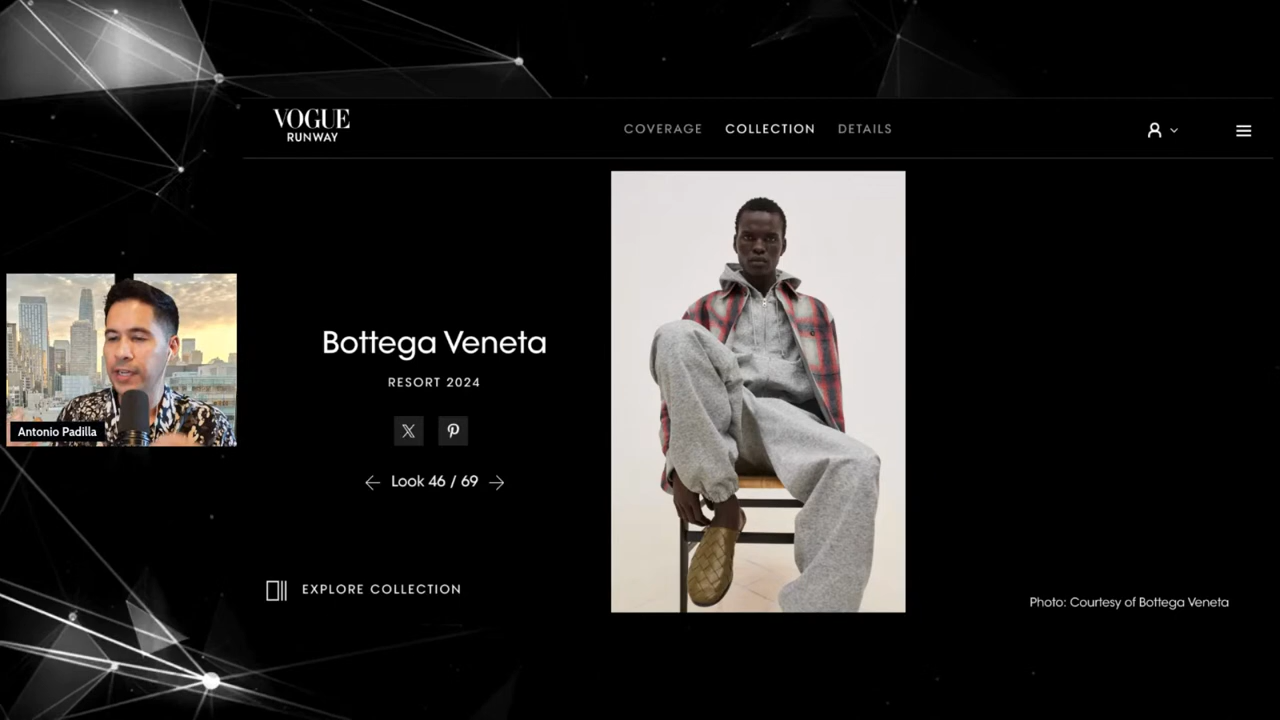 VOGUE
RUNWAY
COVERAGE COLLECTION DETAILS
Antonio Padilla
Bottega Veneta
RESORT 2024
Look 46 / 69
EXPLORE COLLECTION
Photo: Courtesy of Bottega Veneta